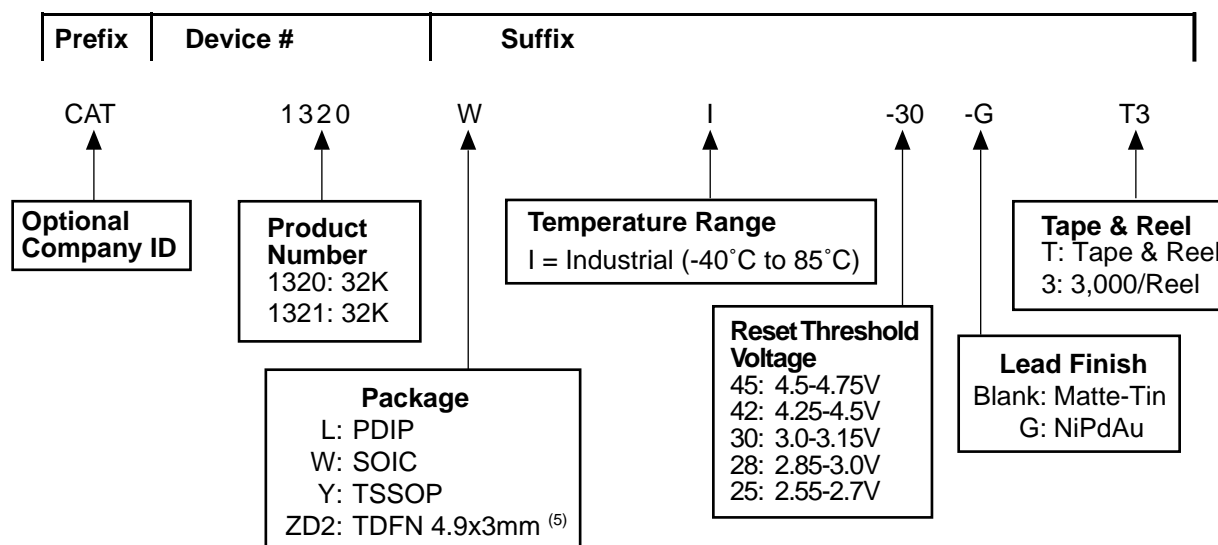 Prefix Device # Suffix
CAT 1320 W I -30 -G T3
Optional
Company ID
Product
Number
1320: 32K
1321: 32K
Temperature Range
I = Industrial (-40˚C to 85˚C)
Tape & Reel
T: Tape & Reel
3: 3,000/Reel
Reset Threshold
Voltage
45: 4.5-4.75V
42: 4.25-4.5V
30: 3.0-3.15V
28: 2.85-3.0V
25: 2.55-2.7V
Lead Finish
Blank: Matte-Tin
G: NiPdAu
Package
L: PDIP
W: SOIC
Y: TSSOP
ZD2: TDFN 4.9x3mm (5)